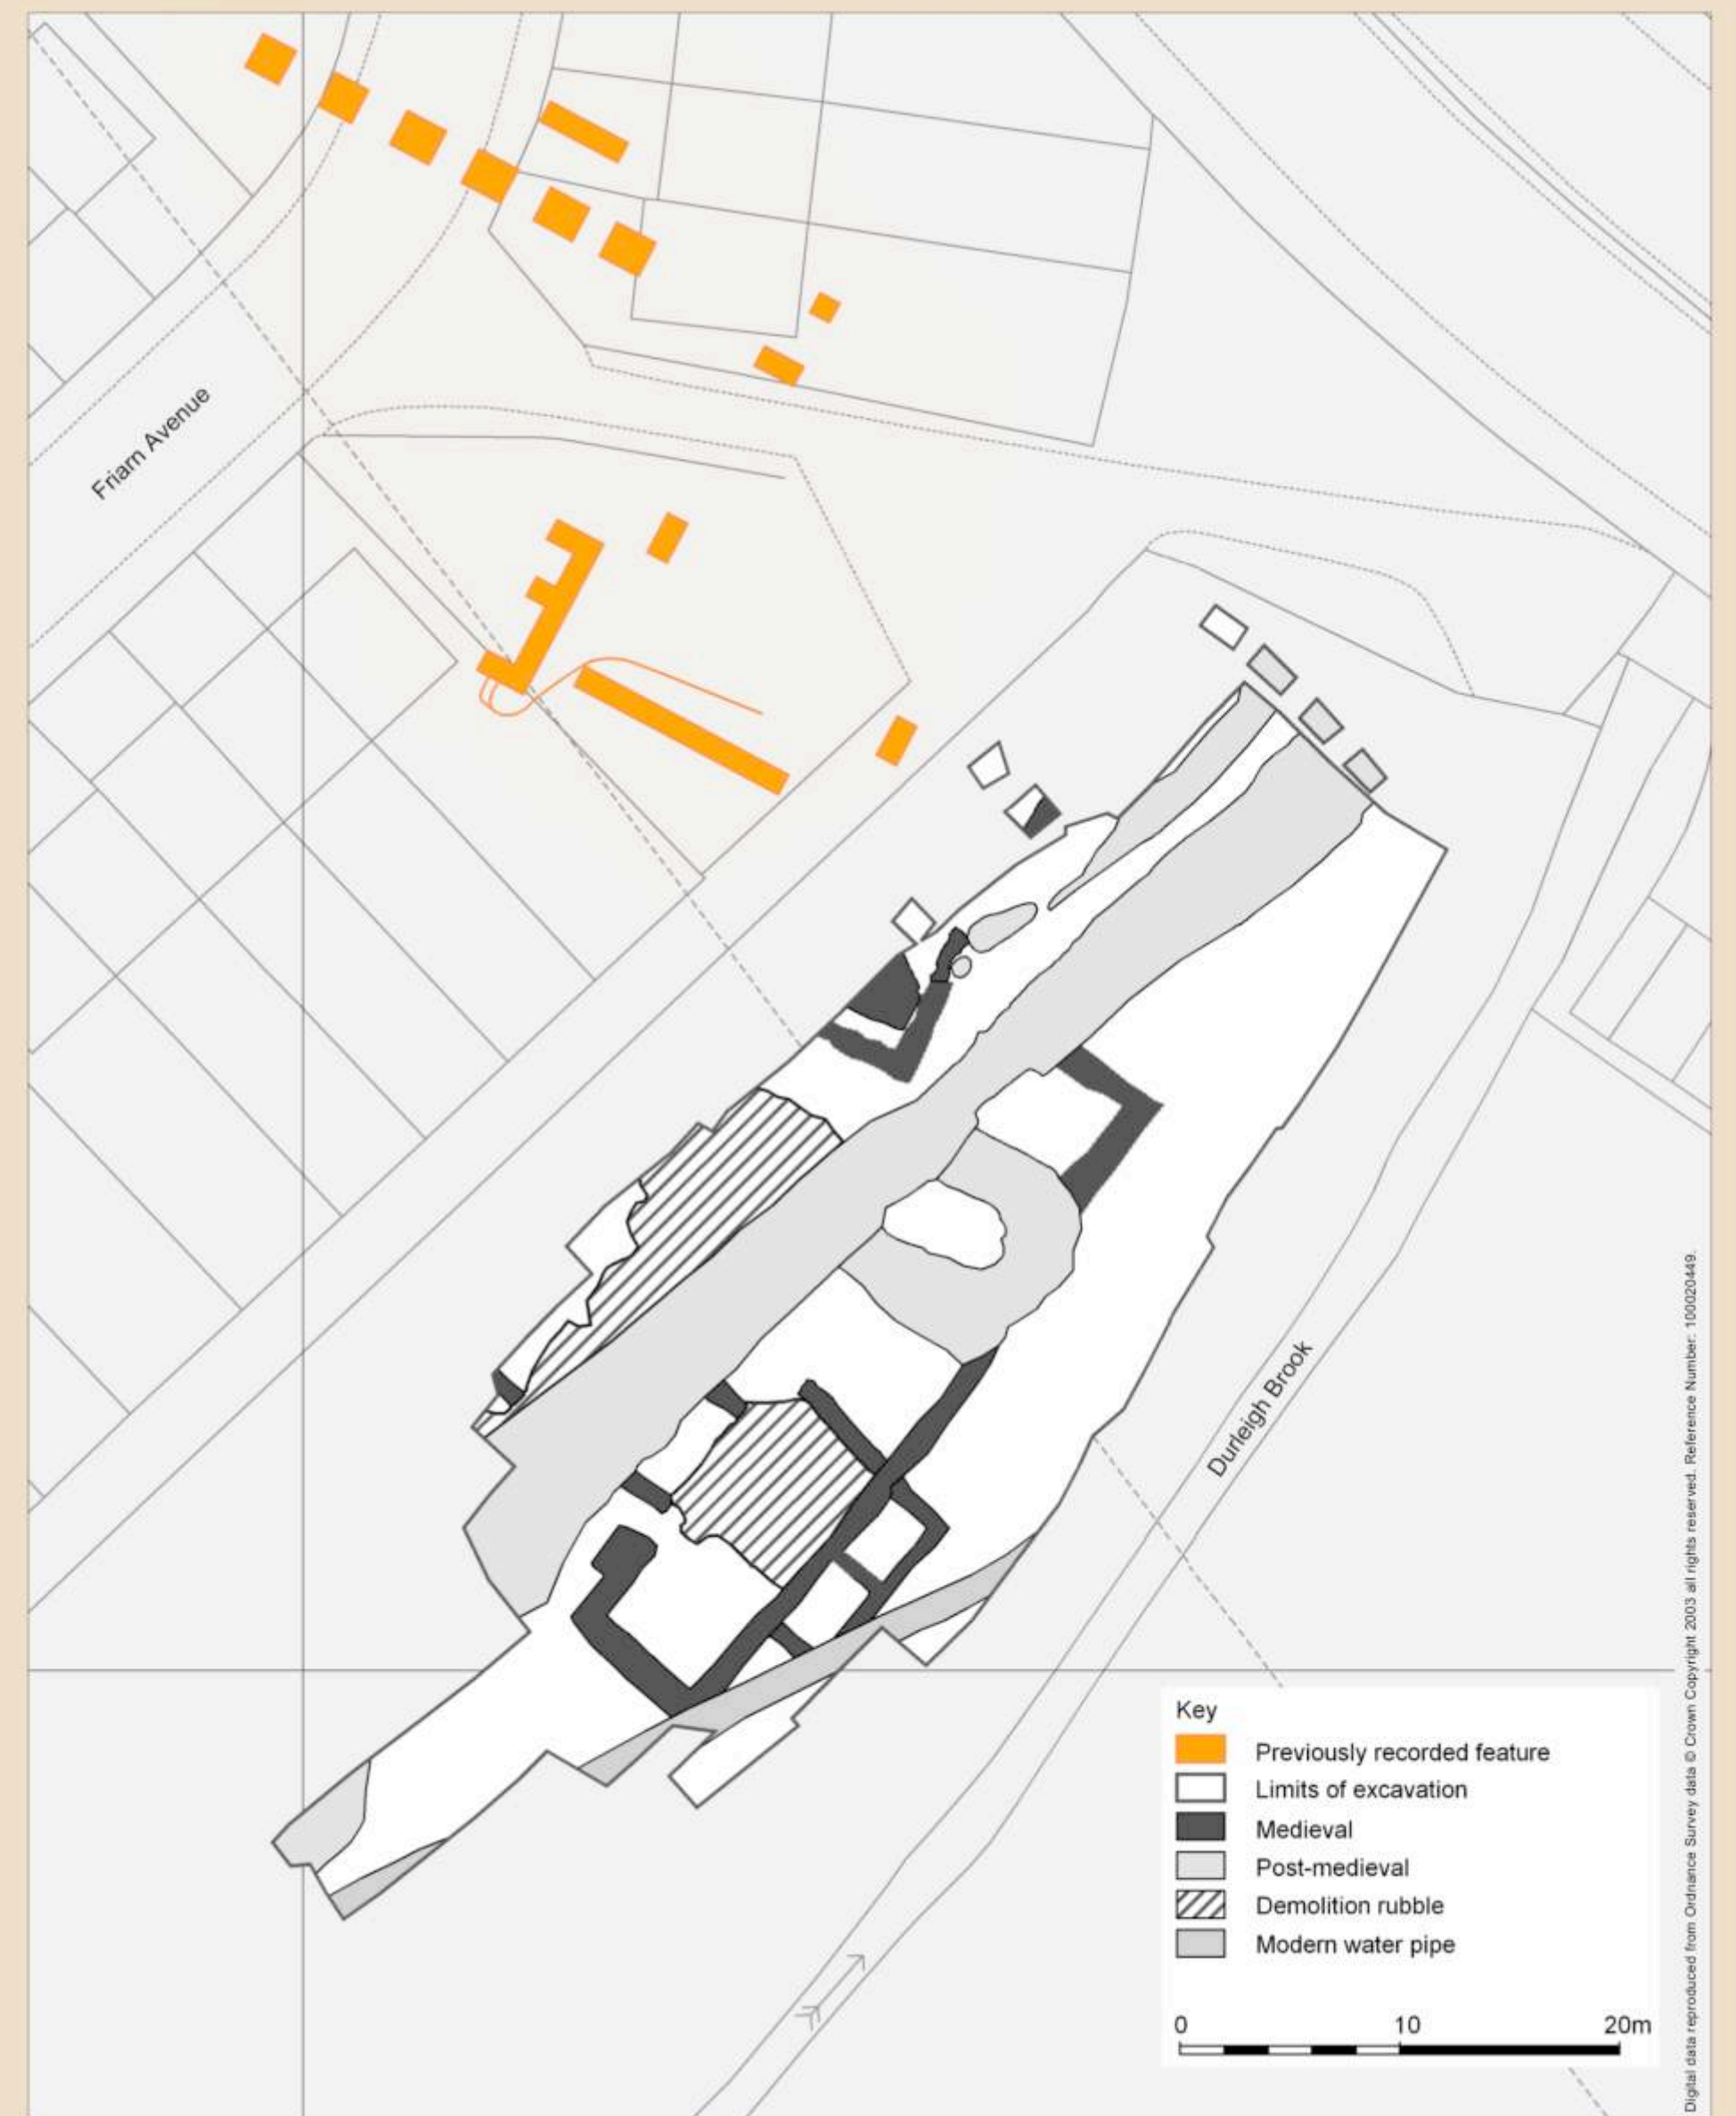 Friarn Avenue
Durleigh Brook
Key
Previously recorded feature
Limits of excavation
Medieval
Post-medieval
Demolition rubble
Modern water pipe
0 10 20m
Digital data reproduced from Ordnance Survey data © Crown Copyright 2003 all rights reserved. Reference Number: 100020449.